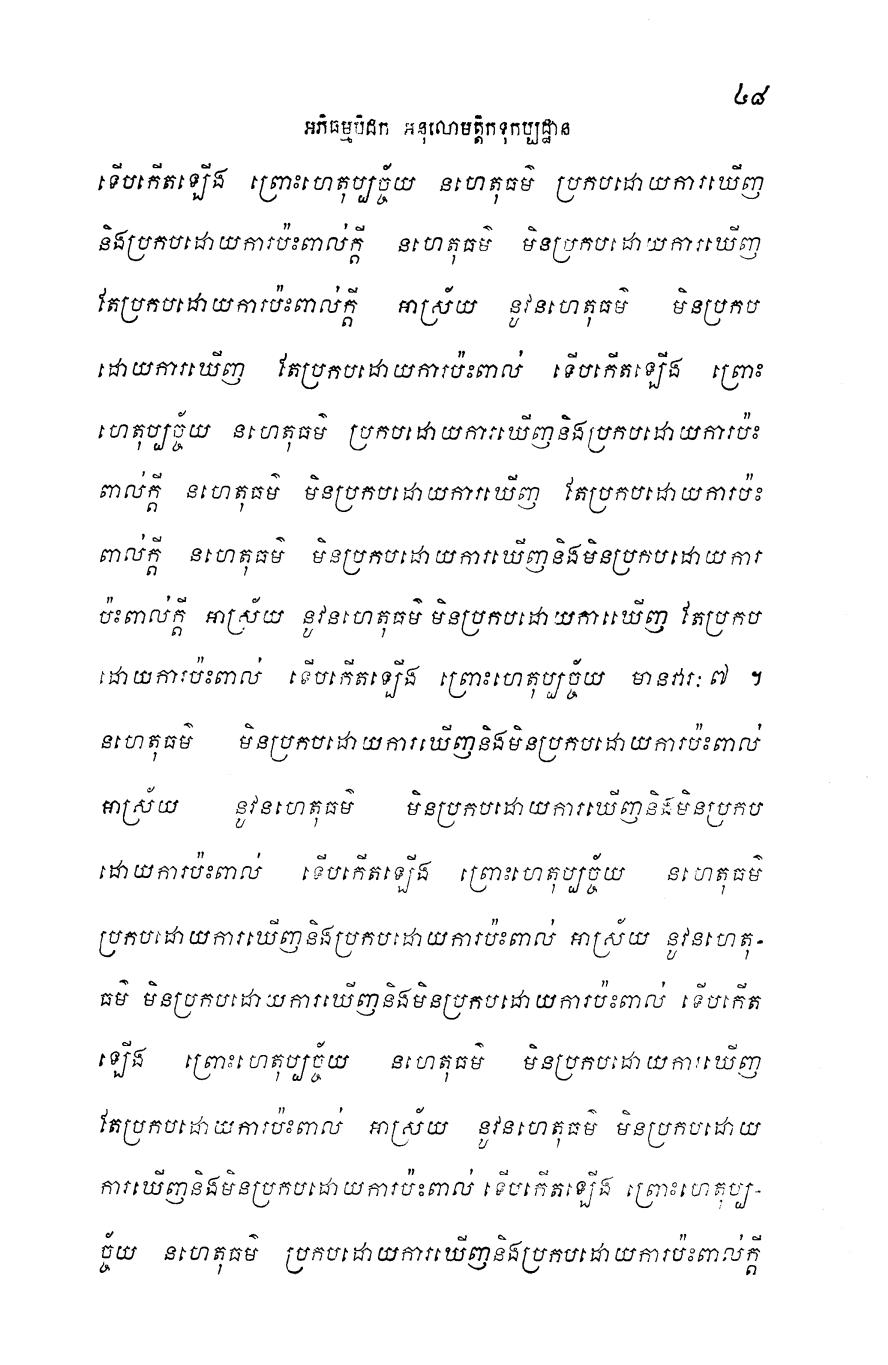 ៤៨
អភិធម្មបិដក អនុលោមត្តិកទុកប្បដ្ឋាន
ទើបកើតឡើង ព្រោះហេតុប្បច្ច័យ នហេតុធម៌ ប្រកបដោយការឃើញ
និងប្រកបដោយការប៉ះពាល់ក្តី នហេតុធម៌ មិនប្រកបដោយការឃើញ
តែប្រកបដោយការប៉ះពាល់ក្តី អាស្រ័យ នូវនហេតុធម៌ មិនប្រកប
ដោយការឃើញ តែប្រកបដោយការប៉ះពាល់ ទើបកើតឡើង ព្រោះ
ហេតុប្បច្ច័យ នហេតុធម៌ ប្រកបដោយការឃើញនិងប្រកបដោយការប៉ះ
ពាល់ក្តី នហេតុធម៌ មិនប្រកបដោយការឃើញ តែប្រកបដោយការប៉ះ
ពាល់ក្តី នហេតុធម៌ មិនប្រកបដោយការឃើញនិងមិនប្រកបដោយការ
ប៉ះពាល់ក្តី អាស្រ័យ នូវនហេតុធម៌ មិនប្រកបដោយការឃើញ តែប្រកប
ដោយការប៉ះពាល់ ទើបកើតឡើង ព្រោះហេតុប្បច្ច័យ មានវារៈ ៧ ។
នហេតុធម៌ មិនប្រកបដោយការឃើញនិងមិនប្រកបដោយការប៉ះពាល់
អាស្រ័យ នូវនហេតុធម៌ មិនប្រកបដោយការឃើញនិងមិនប្រកប
ដោយការប៉ះពាល់ ទើបកើតឡើង ព្រោះហេតុប្បច្ច័យ នហេតុធម៌
ប្រកបដោយការឃើញនិងប្រកបដោយការប៉ះពាល់ អាស្រ័យ នូវនហេតុ-
ធម៌ មិនប្រកបដោយការឃើញនិងមិនប្រកបដោយការប៉ះពាល់ ទើបកើត
ឡើង ព្រោះហេតុប្បច្ច័យ នហេតុធម៌ មិនប្រកបដោយការឃើញ
តែប្រកបដោយការប៉ះពាល់ អាស្រ័យ នូវនហេតុធម៌ មិនប្រកបដោយ
ការឃើញនិងមិនប្រកបដោយការប៉ះពាល់ ទើបកើតឡើង ព្រោះហេតុប្ប-
ច្ច័យ នហេតុធម៌ ប្រកបដោយការឃើញនិងប្រកបដោយការប៉ះពាល់ក្តី